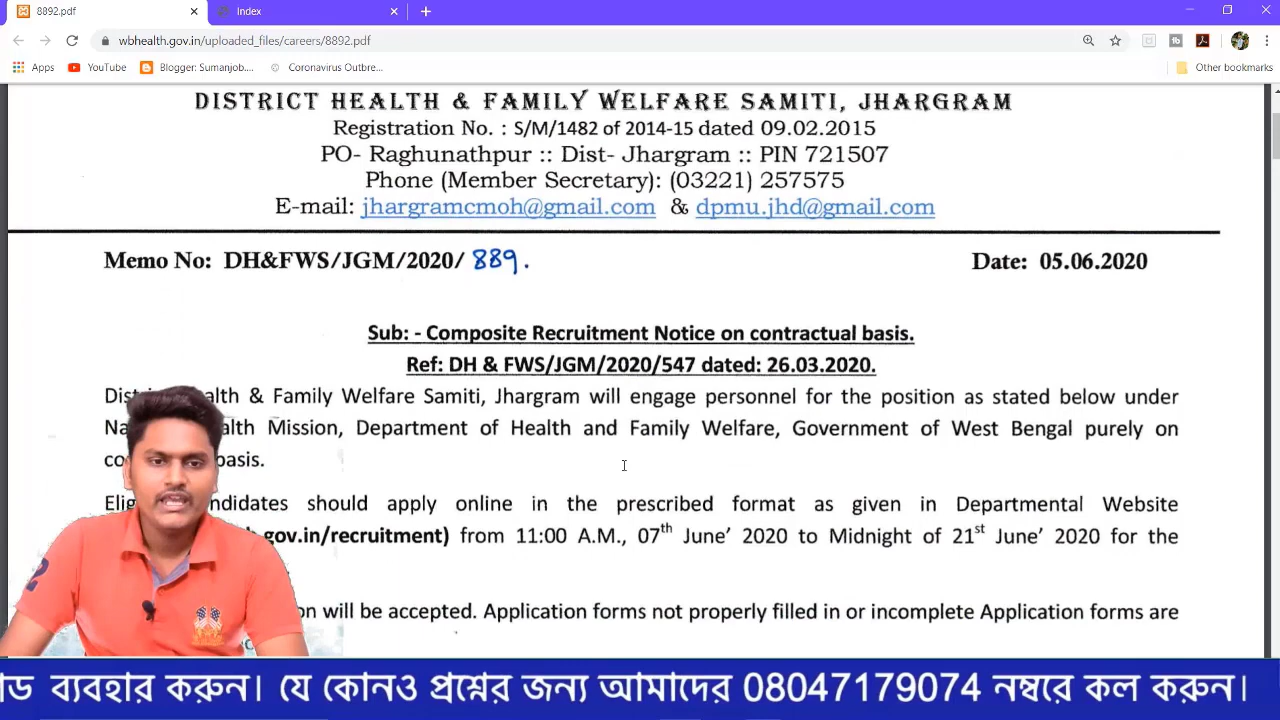 8892.pdf
Index
wbhealth.gov.in/uploaded_files/careers/8892.pdf
Apps
YouTube
Blogger: Sumanjob....
Coronavirus Outbre...
Other bookmarks
DISTRICT HEALTH & FAMILY WELFARE SAMITI, JHARGRAM
Registration No. : S/M/1482 of 2014-15 dated 09.02.2015
PO- Raghunathpur :: Dist- Jhargram :: PIN 721507
Phone (Member Secretary): (03221) 257575
E-mail: jhargramcmoh@gmail.com & dpmu.jhd@gmail.com
Memo No: DH&FWS/JGM/2020/ 889.
Date: 05.06.2020
Sub: - Composite Recruitment Notice on contractual basis.
Ref: DH & FWS/JGM/2020/547 dated: 26.03.2020.
Health & Family Welfare Samiti, Jhargram will engage personnel for the position as stated below under
Health Mission, Department of Health and Family Welfare, Government of West Bengal purely on
basis.
candidates should apply online in the prescribed format as given in Departmental Website
gov.in/recruitment) from 11:00 A.M., 07th June' 2020 to Midnight of 21st June' 2020 for the
will be accepted. Application forms not properly filled in or incomplete Application forms are
2
ব্যবহার করুন। যে কোনও প্রশ্নের জন্য আমাদের 08047179074 নম্বরে কল করুন।